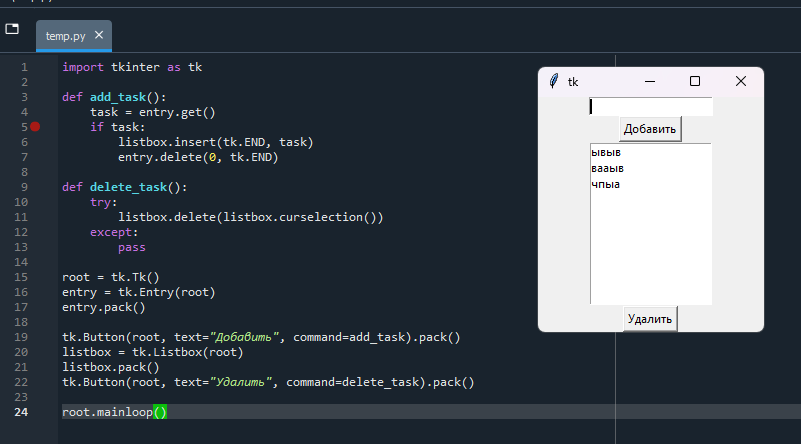 temp.py
1 import tkinter as tk
2
3 def add_task():
4     task = entry.get()
5     if task:
6         listbox.insert(tk.END, task)
7         entry.delete(0, tk.END)
8
9 def delete_task():
10     try:
11         listbox.delete(listbox.curselection())
12     except:
13         pass
14
15 root = tk.Tk()
16 entry = tk.Entry(root)
17 entry.pack()
18
19 tk.Button(root, text="Добавить", command=add_task).pack()
20 listbox = tk.Listbox(root)
21 listbox.pack()
22 tk.Button(root, text="Удалить", command=delete_task).pack()
23
24 root.mainloop()
tk
Добавить
ывыв
вааыв
чпыа
Удалить